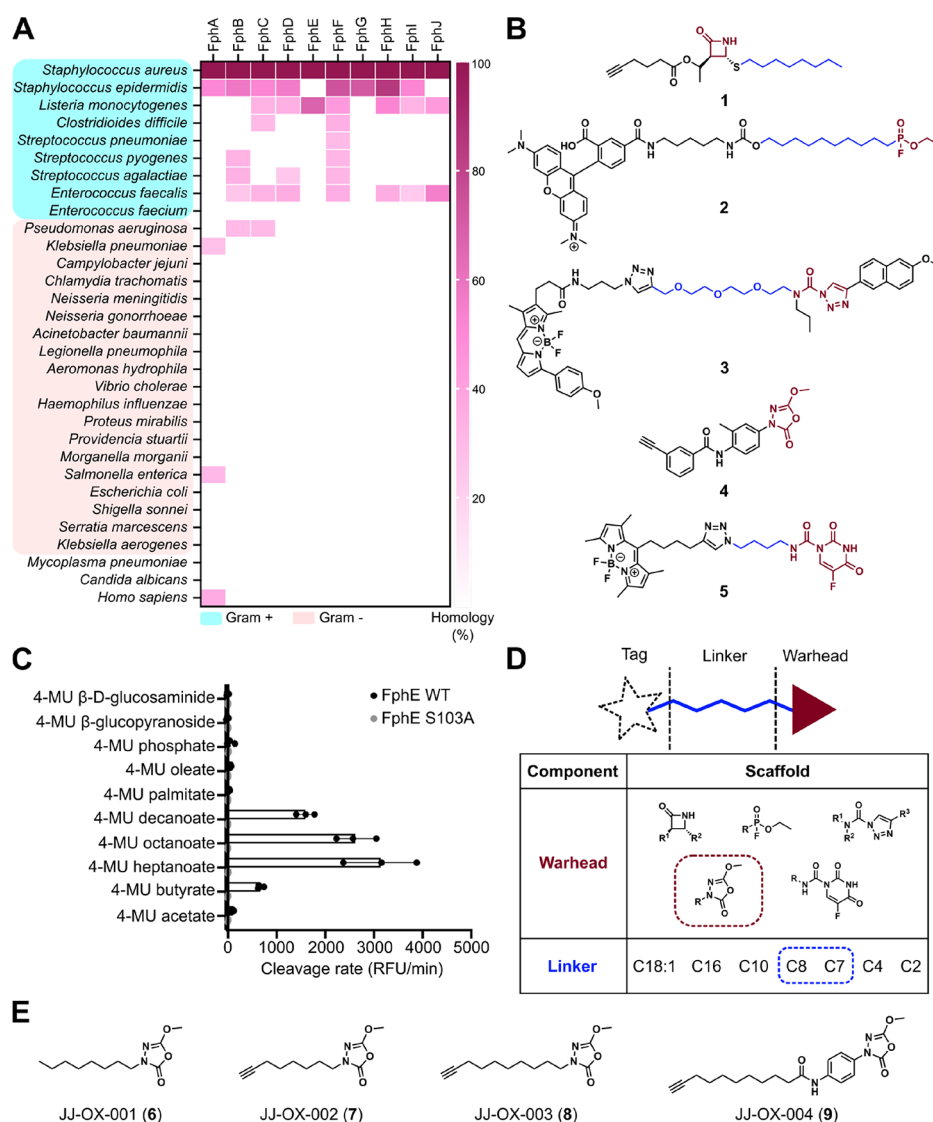 A
FphA FphB FphC FphD FphE FphF FphG FphH FphI FphJ
Staphylococcus aureus
Staphylococcus epidermidis
Listeria monocytogenes
Clostridioides difficile
Streptococcus pneumoniae
Streptococcus pyogenes
Streptococcus agalactiae
Enterococcus faecalis
Enterococcus faecium
Pseudomonas aeruginosa
Klebsiella pneumoniae
Campylobacter jejuni
Chlamydia trachomatis
Neisseria meningitidis
Neisseria gonorrhoeae
Acinetobacter baumannii
Legionella pneumophila
Aeromonas hydrophila
Vibrio cholerae
Haemophilus influenzae
Proteus mirabilis
Providencia stuartii
Morganella morganii
Salmonella enterica
Escherichia coli
Shigella sonnei
Serratia marcescens
Klebsiella aerogenes
Mycoplasma pneumoniae
Candida albicans
Homo sapiens
100
80
60
40
20
Gram +
Gram -
Homology
(%)
B
1
2
3
4
5
C
FphE WT
FphE S103A
4-MU β-D-glucosaminide
4-MU β-glucopyranoside
4-MU phosphate
4-MU oleate
4-MU palmitate
4-MU decanoate
4-MU octanoate
4-MU heptanoate
4-MU butyrate
4-MU acetate
0 1000 2000 3000 4000 5000
Cleavage rate (RFU/min)
D
Tag Linker Warhead
Component Scaffold
Warhead
Linker C18:1 C16 C10 C8 C7 C4 C2
E
JJ-OX-001 (6) JJ-OX-002 (7) JJ-OX-003 (8) JJ-OX-004 (9)